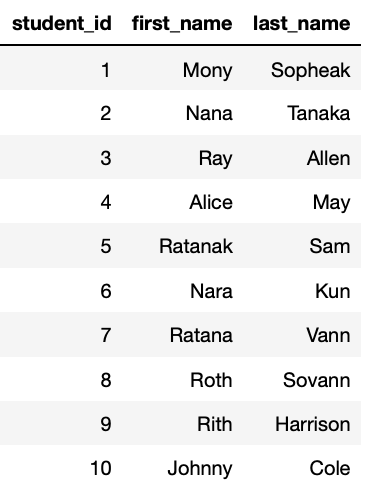 student_id first_name last_name
1 Mony Sopheak
2 Nana Tanaka
3 Ray Allen
4 Alice May
5 Ratanak Sam
6 Nara Kun
7 Ratana Vann
8 Roth Sovann
9 Rith Harrison
10 Johnny Cole